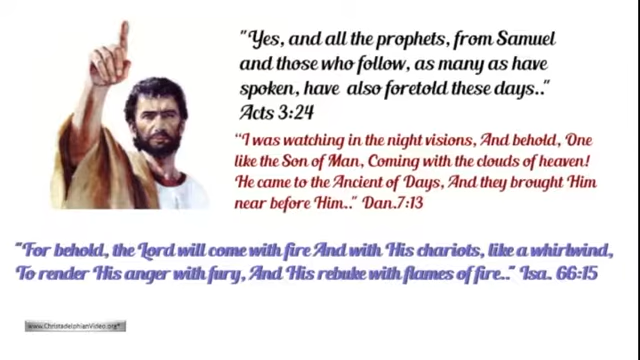 "Yes, and all the prophets, from Samuel
and those who follow, as many as have
spoken, have also foretold these days.."
Acts 3:24
"I was watching in the night visions, And behold, One
like the Son of Man, Coming with the clouds of heaven!
He came to the Ancient of Days, And they brought Him
near before Him.." Dan.7:13
"For behold, the Lord will come with fire And with His chariots, like a whirlwind,
To render His anger with fury, And His rebuke with flames of fire.." Isa. 66:15
www.ChristadelphianVideo.org®